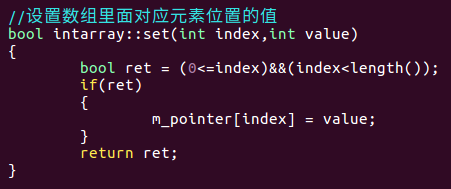 //设置数组里面对应元素位置的值
bool intarray::set(int index,int value)
{
        bool ret = (0<=index)&&(index<length());
        if(ret)
        {
                m_pointer[index] = value;
        }
        return ret;
}